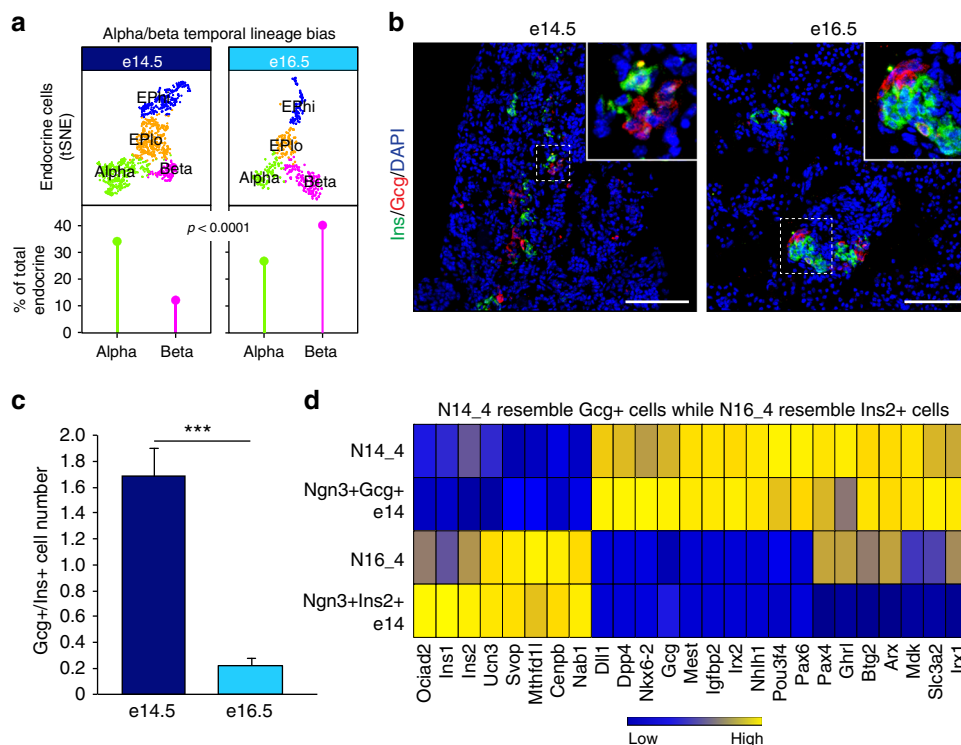 a
Alpha/beta temporal lineage bias
e14.5
e16.5
Endocrine cells
(tSNE)
EPhi
EPlo
Alpha
Beta
EPhi
EPlo
Alpha
Beta
p < 0.0001
% of total
endocrine
40
30
20
10
0
Alpha
Beta
Alpha
Beta
b
e14.5
e16.5
Ins/Gcg/DAPI
c
Gcg+/Ins+ cell number
2.0
1.8
1.6
1.4
1.2
1.0
0.8
0.6
0.4
0.2
0
***
e14.5
e16.5
d
N14_4 resemble Gcg+ cells while N16_4 resemble Ins2+ cells
N14_4
Ngn3+Gcg+
e14
N16_4
Ngn3+Ins2+
e14
Ociad2
Ins1
Ins2
Ucn3
Svop
Mthfd1l
Cenpb
Nab1
Dll1
Dpp4
Nkx6-2
Gcg
Mest
Igfbp2
Irx2
Nhlh1
Pou3f4
Pax6
Pax4
Ghrl
Btg2
Arx
Mdk
Slc3a2
Irx1
Low
High